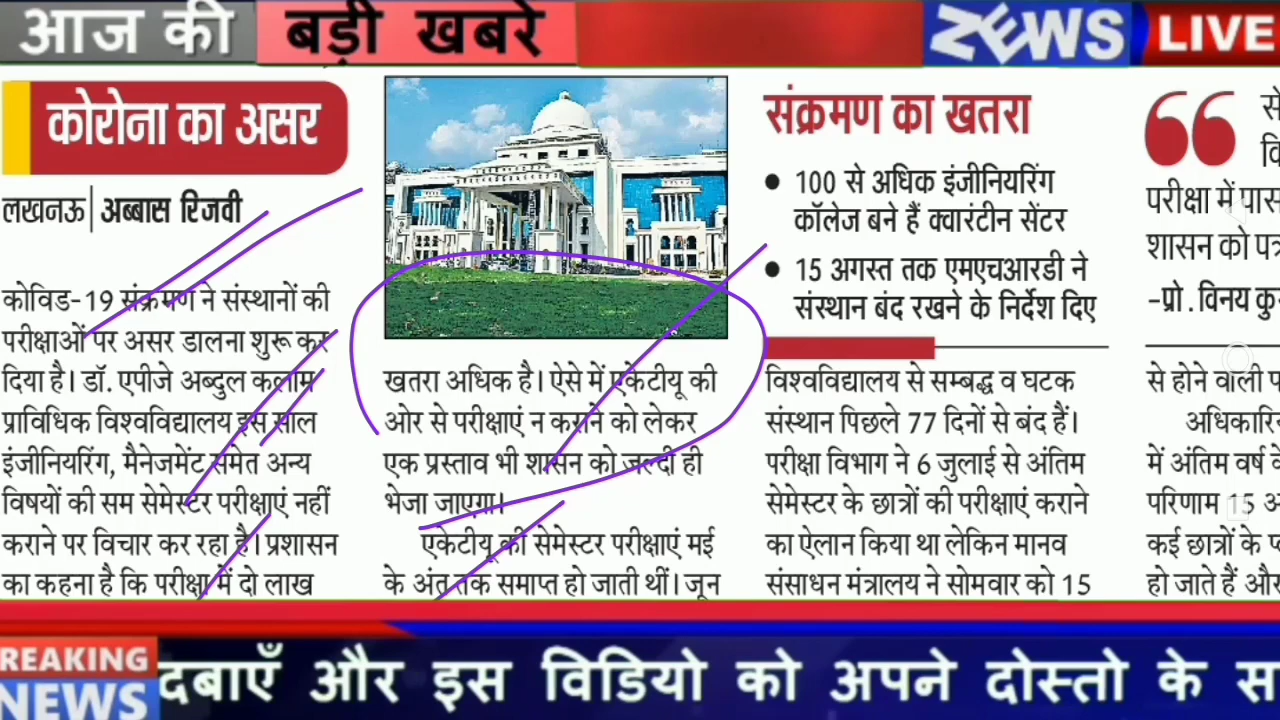 आज की बड़ी खबरे
ZEWS LIVE
कोरोना का असर
लखनऊ| अब्बास रिजवी
कोविड-19 संक्रमण ने संस्थानों की
परीक्षाओं पर असर डालना शुरू कर
दिया है। डॉ. एपीजे अब्दुल कलाम
प्राविधिक विश्वविद्यालय इस साल
इंजीनियरिंग, मैनेजमेंट समेत अन्य
विषयों की सम सेमेस्टर परीक्षाएं नहीं
कराने पर विचार कर रहा है। प्रशासन
का कहना है कि परीक्षा में दो लाख
खतरा अधिक है। ऐसे में एकेटीयू की
ओर से परीक्षाएं न कराने को लेकर
एक प्रस्ताव भी शासन को जल्दी ही
भेजा जाएगा।
एकेटीयू की सेमेस्टर परीक्षाएं मई
के अंत तक समाप्त हो जाती थीं। जून
संक्रमण का खतरा
• 100 से अधिक इंजीनियरिंग
कॉलेज बने हैं क्वारंटीन सेंटर
• 15 अगस्त तक एमएचआरडी ने
संस्थान बंद रखने के निर्देश दिए
विश्वविद्यालय से सम्बद्ध व घटक
संस्थान पिछले 77 दिनों से बंद हैं।
परीक्षा विभाग ने 6 जुलाई से अंतिम
सेमेस्टर के छात्रों की परीक्षाएं कराने
का ऐलान किया था लेकिन मानव
संसाधन मंत्रालय ने सोमवार को 15
से
परीक्षा में पास
शासन को पत्र
-प्रो. विनय
से होने वाली
में अंतिम वर्ष
परिणाम 15
कई छात्रों के
हो जाते हैं और
REAKING
NEWS
दबाएँ और इस विडियो को अपने दोस्तो के